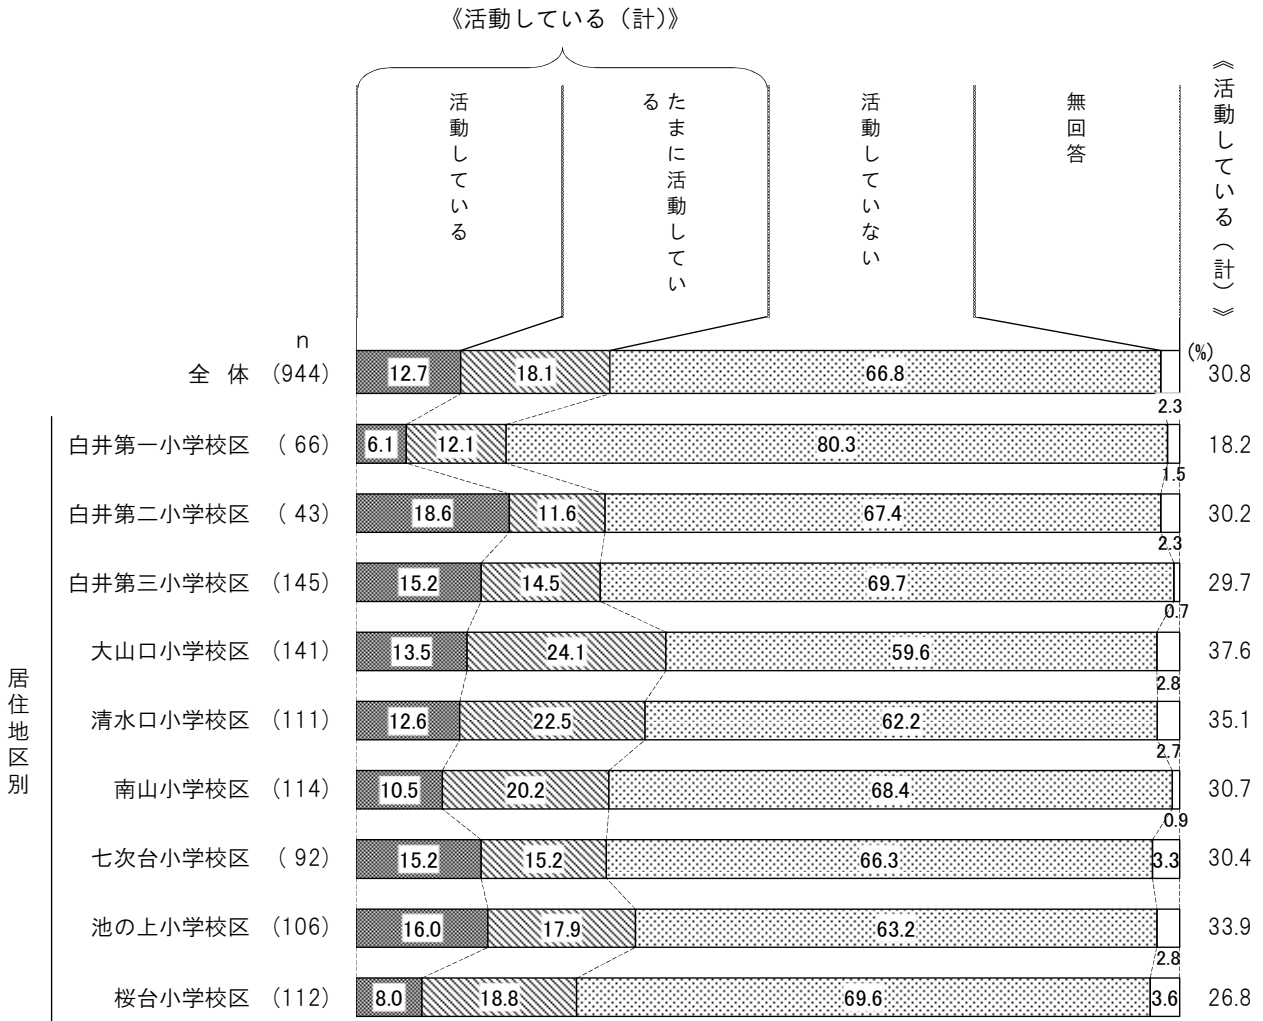 《活動している（計）》
活動している
たまに活動している
活動していない
無回答
《活動している（計）》
n
(%)
全 体 (944) 12.7 18.1 66.8 2.3 30.8
居住地区別
白井第一小学校区 ( 66) 6.1 12.1 80.3 1.5 18.2
白井第二小学校区 ( 43) 18.6 11.6 67.4 2.3 30.2
白井第三小学校区 (145) 15.2 14.5 69.7 0.7 29.7
大山口小学校区 (141) 13.5 24.1 59.6 2.8 37.6
清水口小学校区 (111) 12.6 22.5 62.2 2.7 35.1
南山小学校区 (114) 10.5 20.2 68.4 0.9 30.7
七次台小学校区 ( 92) 15.2 15.2 66.3 3.3 30.4
池の上小学校区 (106) 16.0 17.9 63.2 2.8 33.9
桜台小学校区 (112) 8.0 18.8 69.6 3.6 26.8